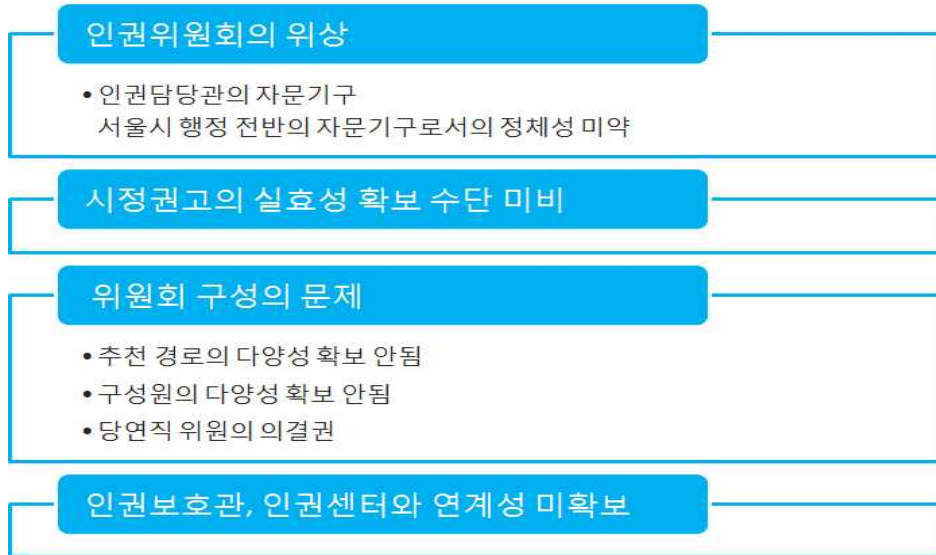 인권위원회의 위상
• 인권담당관의 자문기구
서울시 행정 전반의 자문기구로서의 정체성 미약
시정권고의 실효성 확보 수단 미비
위원회 구성의 문제
• 추천 경로의 다양성 확보 안됨
• 구성원의 다양성 확보 안됨
• 당연직 위원의 의결권
인권보호관, 인권센터와 연계성 미확보